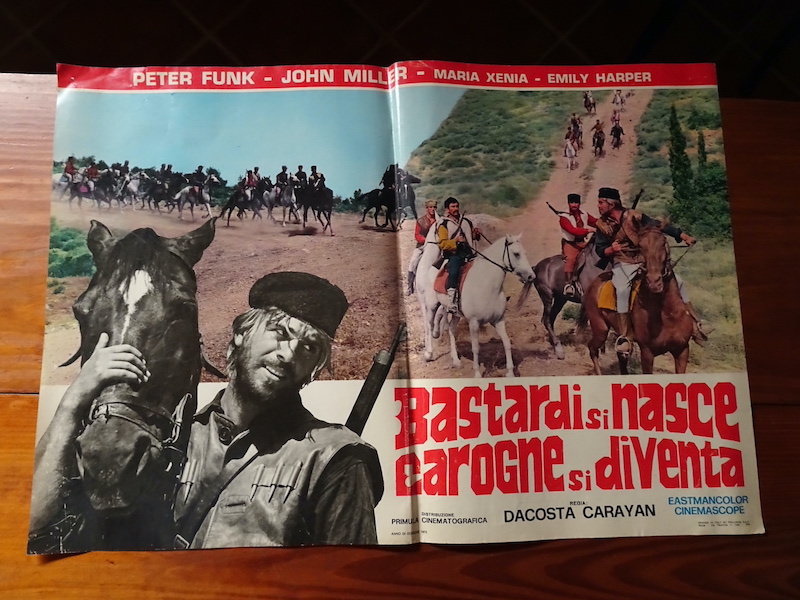 PETER FUNK - JOHN MILLER - MARIA XENIA - EMILY HARPER
BASTARDI SI NASCE
CAROGNE SI DIVENTA
DISTRIBUZIONE
PRIMULA CINEMATOGRAFICA
REGIA:
DACOSTA CARAYAN
EASTMANCOLOR
CINEMASCOPE